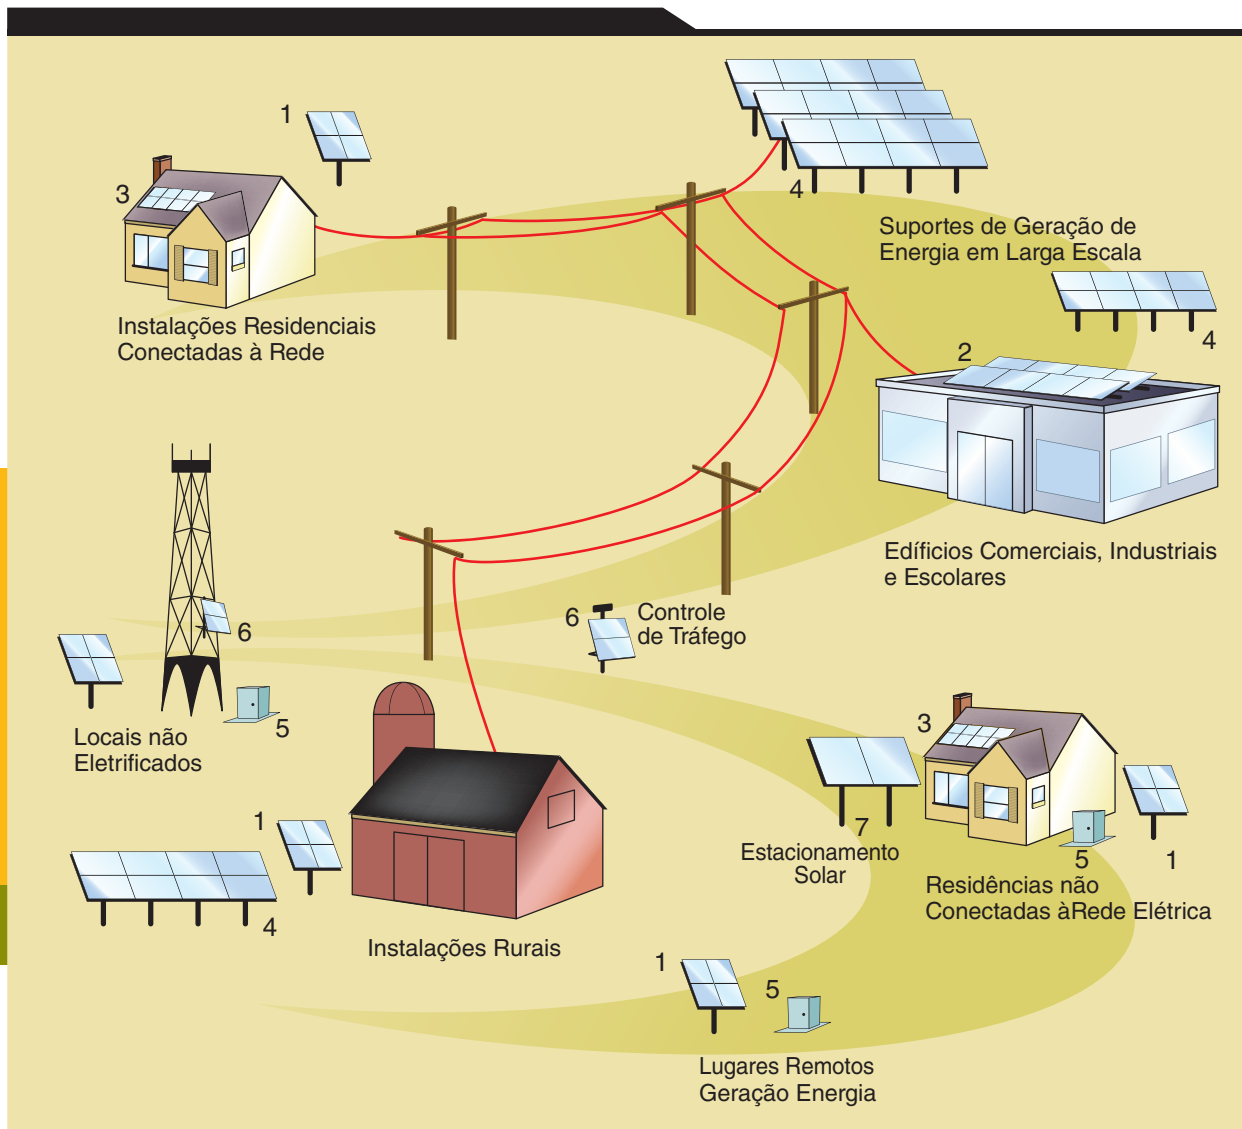 1
3
4
Suportes de Geração de
Energia em Larga Escala
Instalações Residenciais
Conectadas à Rede
4
2
Edíficios Comerciais, Industriais
e Escolares
6
Controle
de Tráfego
6
5
Locais não
Eletrificados
3
7
Estacionamento
Solar
5
1
Residências não
Conectadas àRede Elétrica
1
4
Instalações Rurais
1
5
Lugares Remotos
Geração Energia